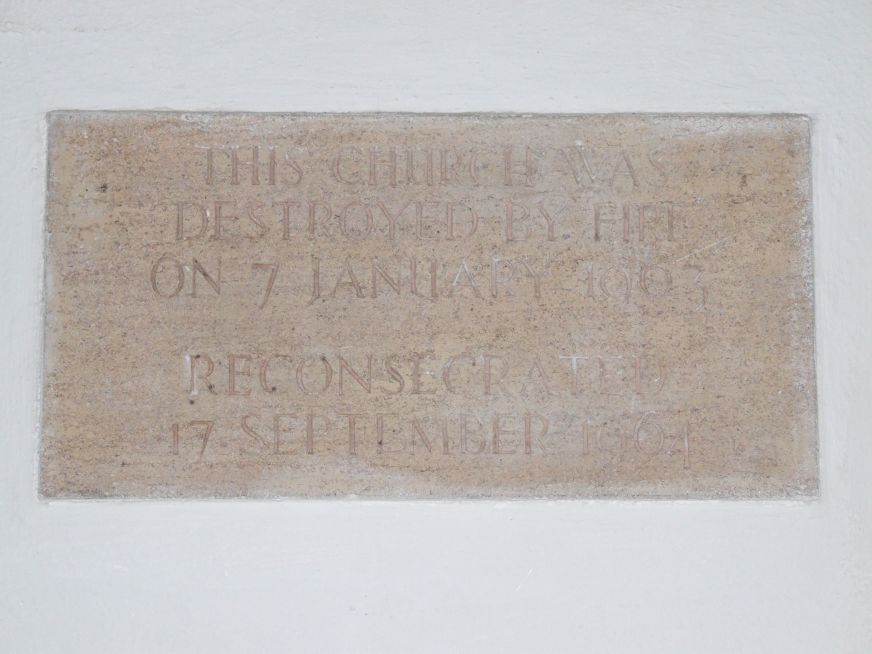 THIS CHURCH WAS
DESTROYED BY FIRE
ON 7 JANUARY 1963
RECONSECRATED
17 SEPTEMBER 1964